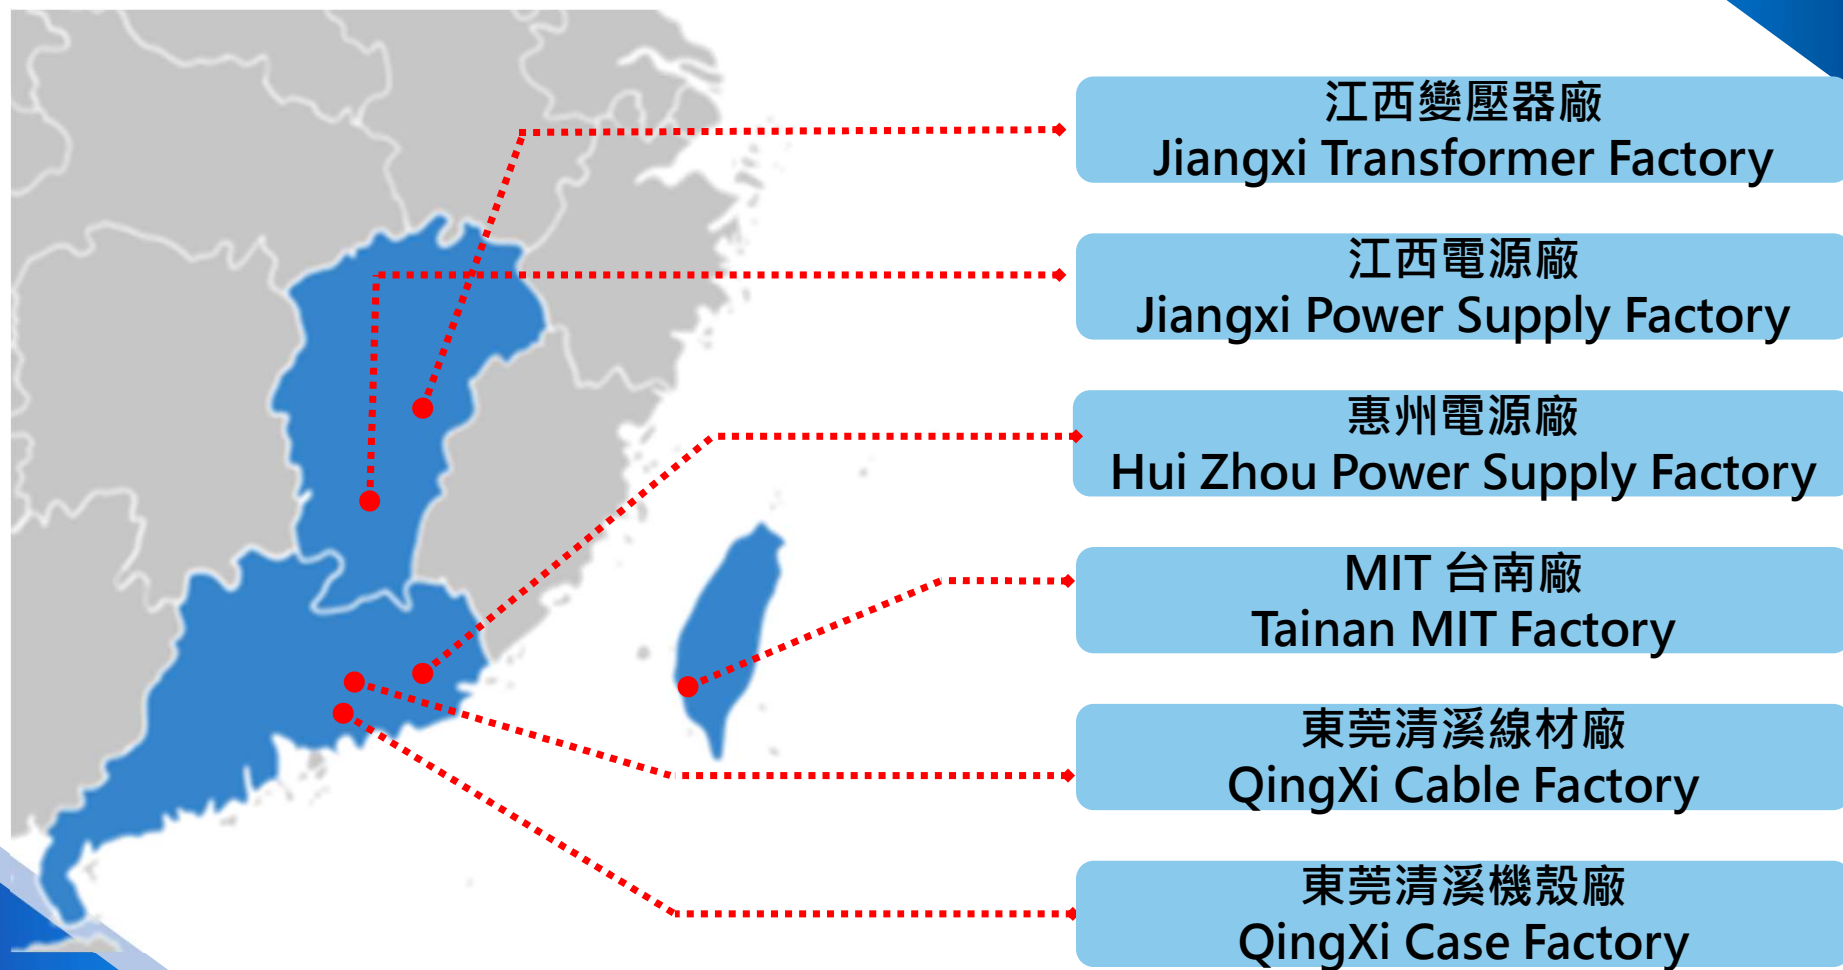 江西變壓器廠
Jiangxi Transformer Factory
江西電源廠
Jiangxi Power Supply Factory
惠州電源廠
Hui Zhou Power Supply Factory
MIT 台南廠
Tainan MIT Factory
東莞清溪線材廠
QingXi Cable Factory
東莞清溪機殼廠
QingXi Case Factory